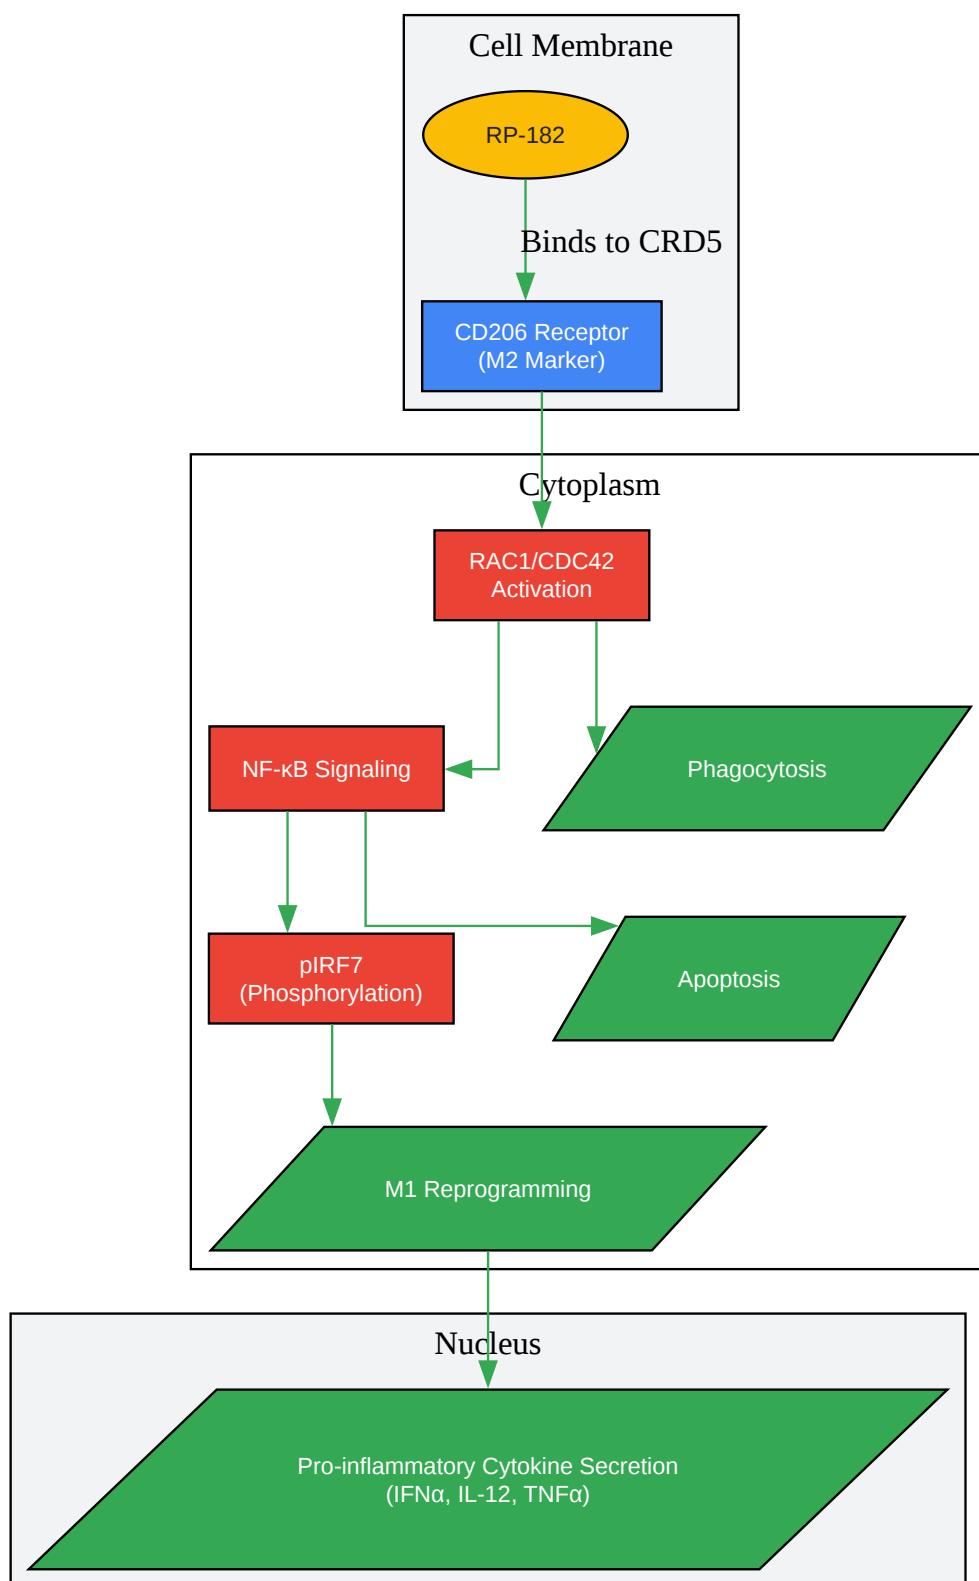 Cell Membrane
RP-182
Binds to CRD5
CD206 Receptor
(M2 Marker)
Cytoplasm
RAC1/CDC42
Activation
NF-κB Signaling
Phagocytosis
pIRF7
(Phosphorylation)
Apoptosis
M1 Reprogramming
Nucleus
Pro-inflammatory Cytokine Secretion
(IFNα, IL-12, TNFα)